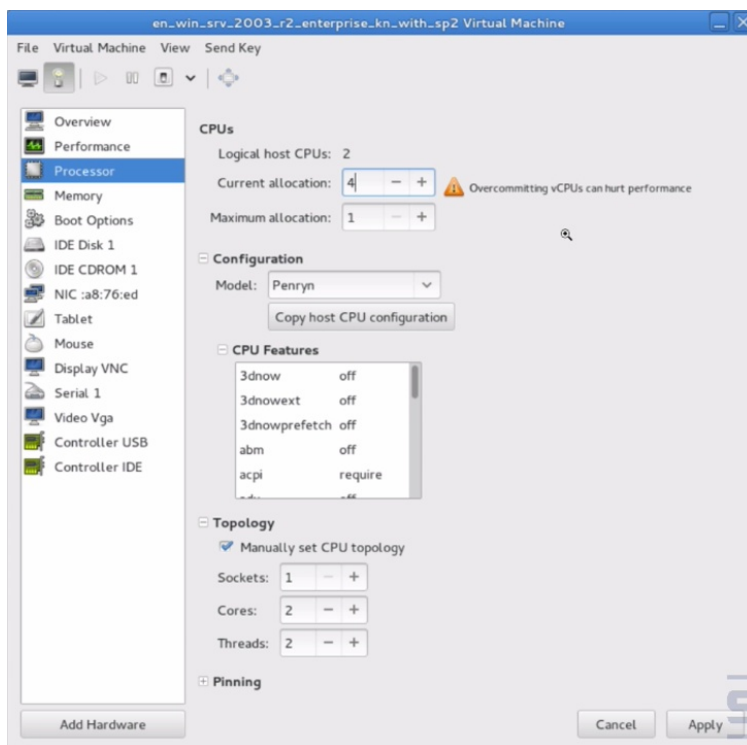 en_win_srv_2003_r2_enterprise_kn_with_sp2 Virtual Machine
File Virtual Machine View Send Key
Overview
Performance
Processor
Memory
Boot Options
IDE Disk 1
IDE CDROM 1
NIC :a8:76:ed
Tablet
Mouse
Display VNC
Serial 1
Video Vga
Controller USB
Controller IDE
Add Hardware
CPUs
Logical host CPUs: 2
Current allocation: 4 − + Overcommitting vCPUs can hurt performance
Maximum allocation: 1 − +
Configuration
Model: Penryn
Copy host CPU configuration
CPU Features
3dnow off
3dnowext off
3dnowprefetch off
abm off
acpi require
Topology
Manually set CPU topology
Sockets: 1 − +
Cores: 2 − +
Threads: 2 − +
Pinning
Cancel Apply